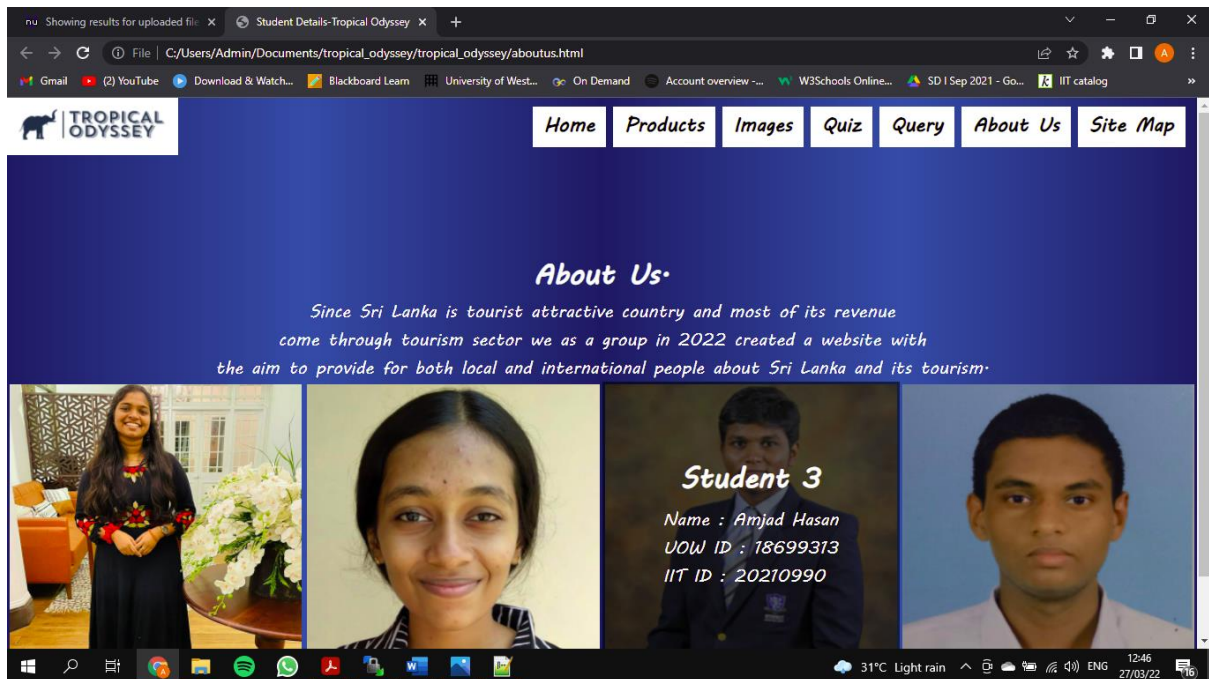 nu Showing results for uploaded file
Student Details-Tropical Odyssey
File | C:/Users/Admin/Documents/tropical_odyssey/tropical_odyssey/aboutus.html
A
Gmail (2) YouTube Download & Watch... Blackboard Learn University of West... On Demand Account overview -... W3Schools Online... SD I Sep 2021 - Go... k IIT catalog »
TROPICAL
ODYSSEY
Home Products Images Quiz Query About Us Site Map
About Us.
Since Sri Lanka is tourist attractive country and most of its revenue
come through tourism sector we as a group in 2022 created a website with
the aim to provide for both local and international people about Sri Lanka and its tourism.
Student 3
Name : Amjad Hasan
UOW ID : 18699313
IIT ID : 20210990
31°C Light rain ENG 12:46
27/03/22
16